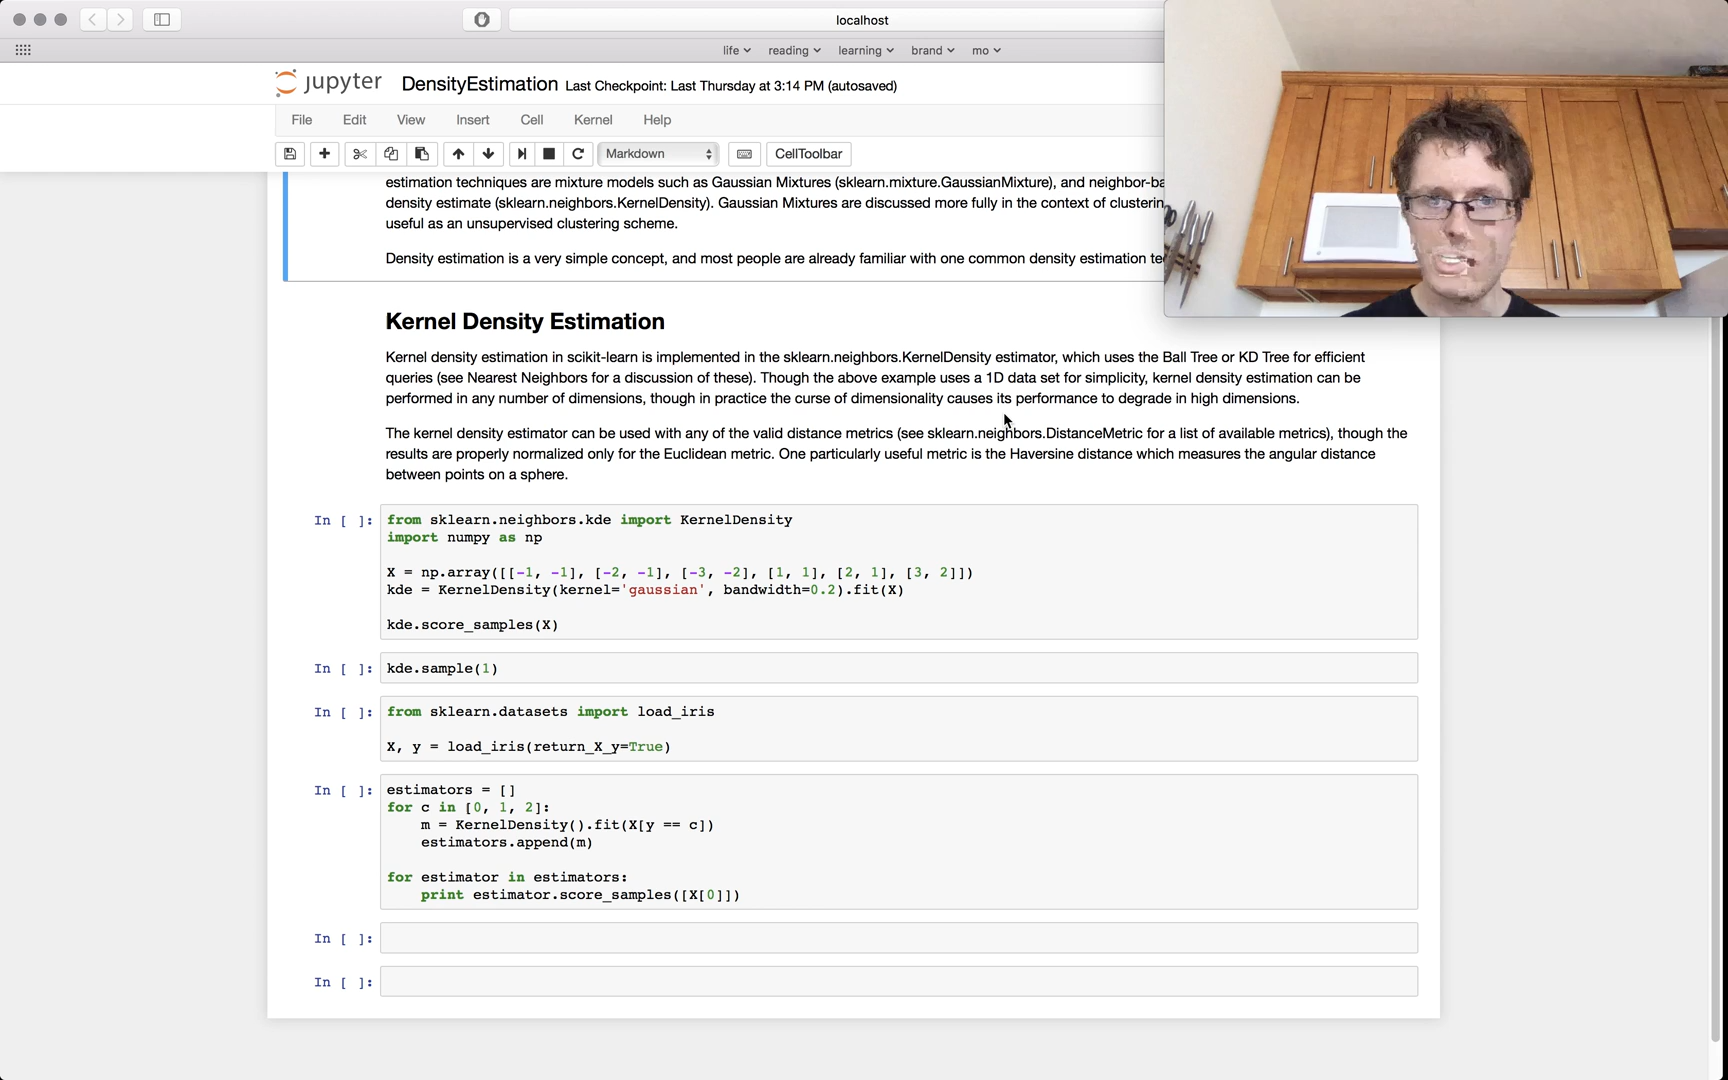 localhost
life reading learning brand mo
jupyter DensityEstimation Last Checkpoint: Last Thursday at 3:14 PM (autosaved)
File Edit View Insert Cell Kernel Help
Markdown CellToolbar
estimation techniques are mixture models such as Gaussian Mixtures (sklearn.mixture.GaussianMixture), and
density estimate (sklearn.neighbors.KernelDensity). Gaussian Mixtures are discussed more fully in the context of
useful as an unsupervised clustering scheme.
Density estimation is a very simple concept, and most people are already familiar with one common density estimation
Kernel Density Estimation
Kernel density estimation in scikit-learn is implemented in the sklearn.neighbors.KernelDensity estimator, which uses the Ball Tree or KD Tree for efficient
queries (see Nearest Neighbors for a discussion of these). Though the above example uses a 1D data set for simplicity, kernel density estimation can be
performed in any number of dimensions, though in practice the curse of dimensionality causes its performance to degrade in high dimensions.
The kernel density estimator can be used with any of the valid distance metrics (see sklearn.neighbors.DistanceMetric for a list of available metrics), though the
results are properly normalized only for the Euclidean metric. One particularly useful metric is the Haversine distance which measures the angular distance
between points on a sphere.
In [ ]: from sklearn.neighbors.kde import KernelDensity
import numpy as np
X = np.array([[-1, -1], [-2, -1], [-3, -2], [1, 1], [2, 1], [3, 2]])
kde = KernelDensity(kernel='gaussian', bandwidth=0.2).fit(X)
kde.score_samples(X)
In [ ]: kde.sample(1)
In [ ]: from sklearn.datasets import load_iris
X, y = load_iris(return_X_y=True)
In [ ]: estimators = []
for c in [0, 1, 2]:
m = KernelDensity().fit(X[y == c])
estimators.append(m)
for estimator in estimators:
print estimator.score_samples([X[0]])
In [ ]:
In [ ]: